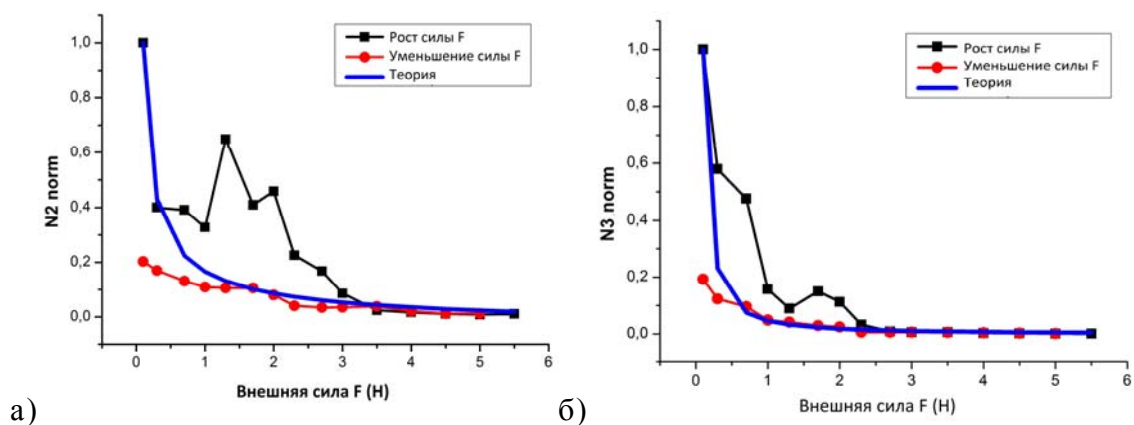 Рост силы F
Уменьшение силы F
Теория
1,0
0,8
0,6
0,4
0,2
0,0
N2 norm
0
1
2
3
4
5
6
Внешняя сила F (Н)
а)
Рост силы F
Уменьшение силы F
Теория
1,0
0,8
0,6
0,4
0,2
0,0
N3 norm
0
1
2
3
4
5
6
Внешняя сила F (Н)
б)